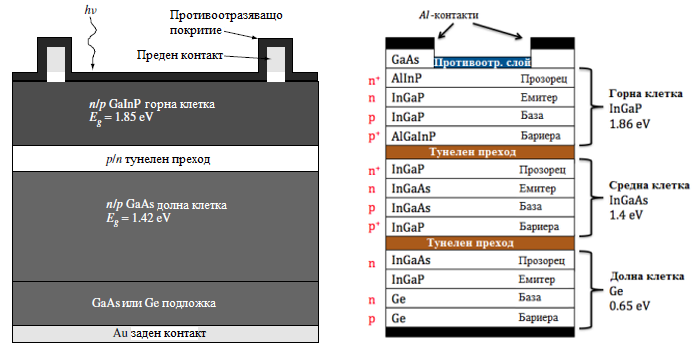 hν
Противоотразяващо
покритие
Преден контакт
n/p GaInP горна клетка
Eg = 1.85 eV
p/n тунелен преход
n/p GaAs долна клетка
Eg = 1.42 eV
GaAs или Ge подложка
Au заден контакт
Al-контакти
GaAs
Противоотр. слой
n+ AlInP Прозорец
n InGaP Емитер
p InGaP База
p+ AlGaInP Бариера
Горна клетка
InGaP
1.86 eV
Тунелен преход
n+ InGaP Прозорец
n InGaAs Емитер
p InGaAs База
p+ InGaP Бариера
Средна клетка
InGaAs
1.4 eV
Тунелен преход
n InGaAs Прозорец
InGaP Емитер
n Ge База
p Ge Бариера
Долна клетка
Ge
0.65 eV